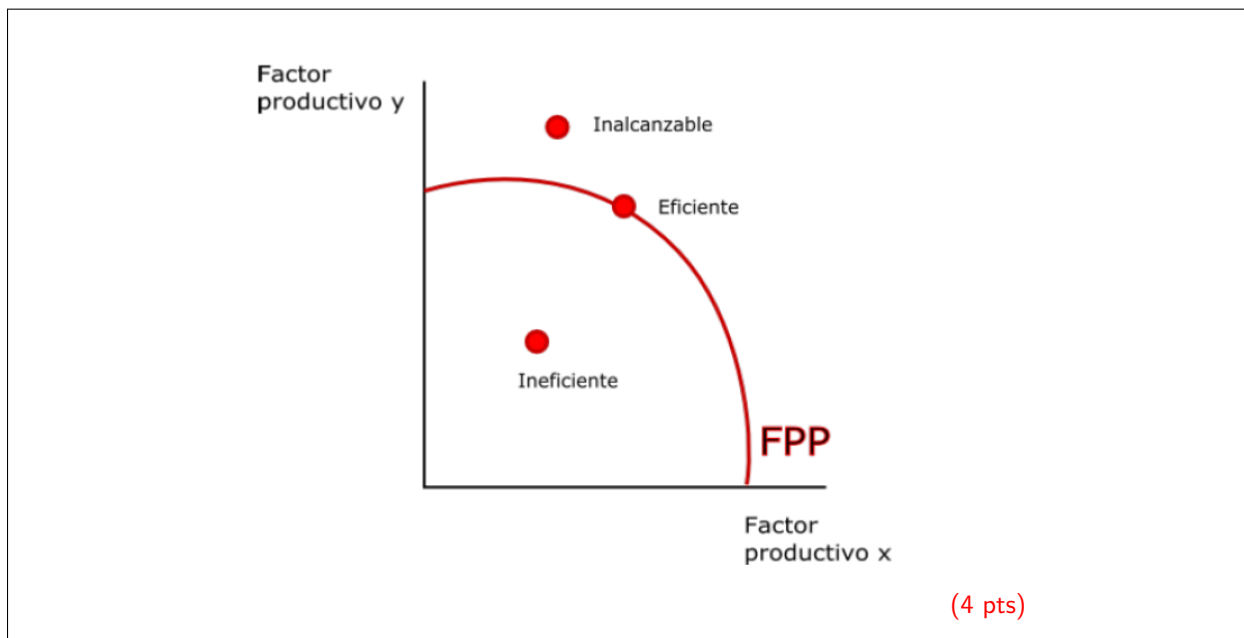 Factor
productivo y
Inalcanzable
Eficiente
Ineficiente
FPP
Factor
productivo x
(4 pts)